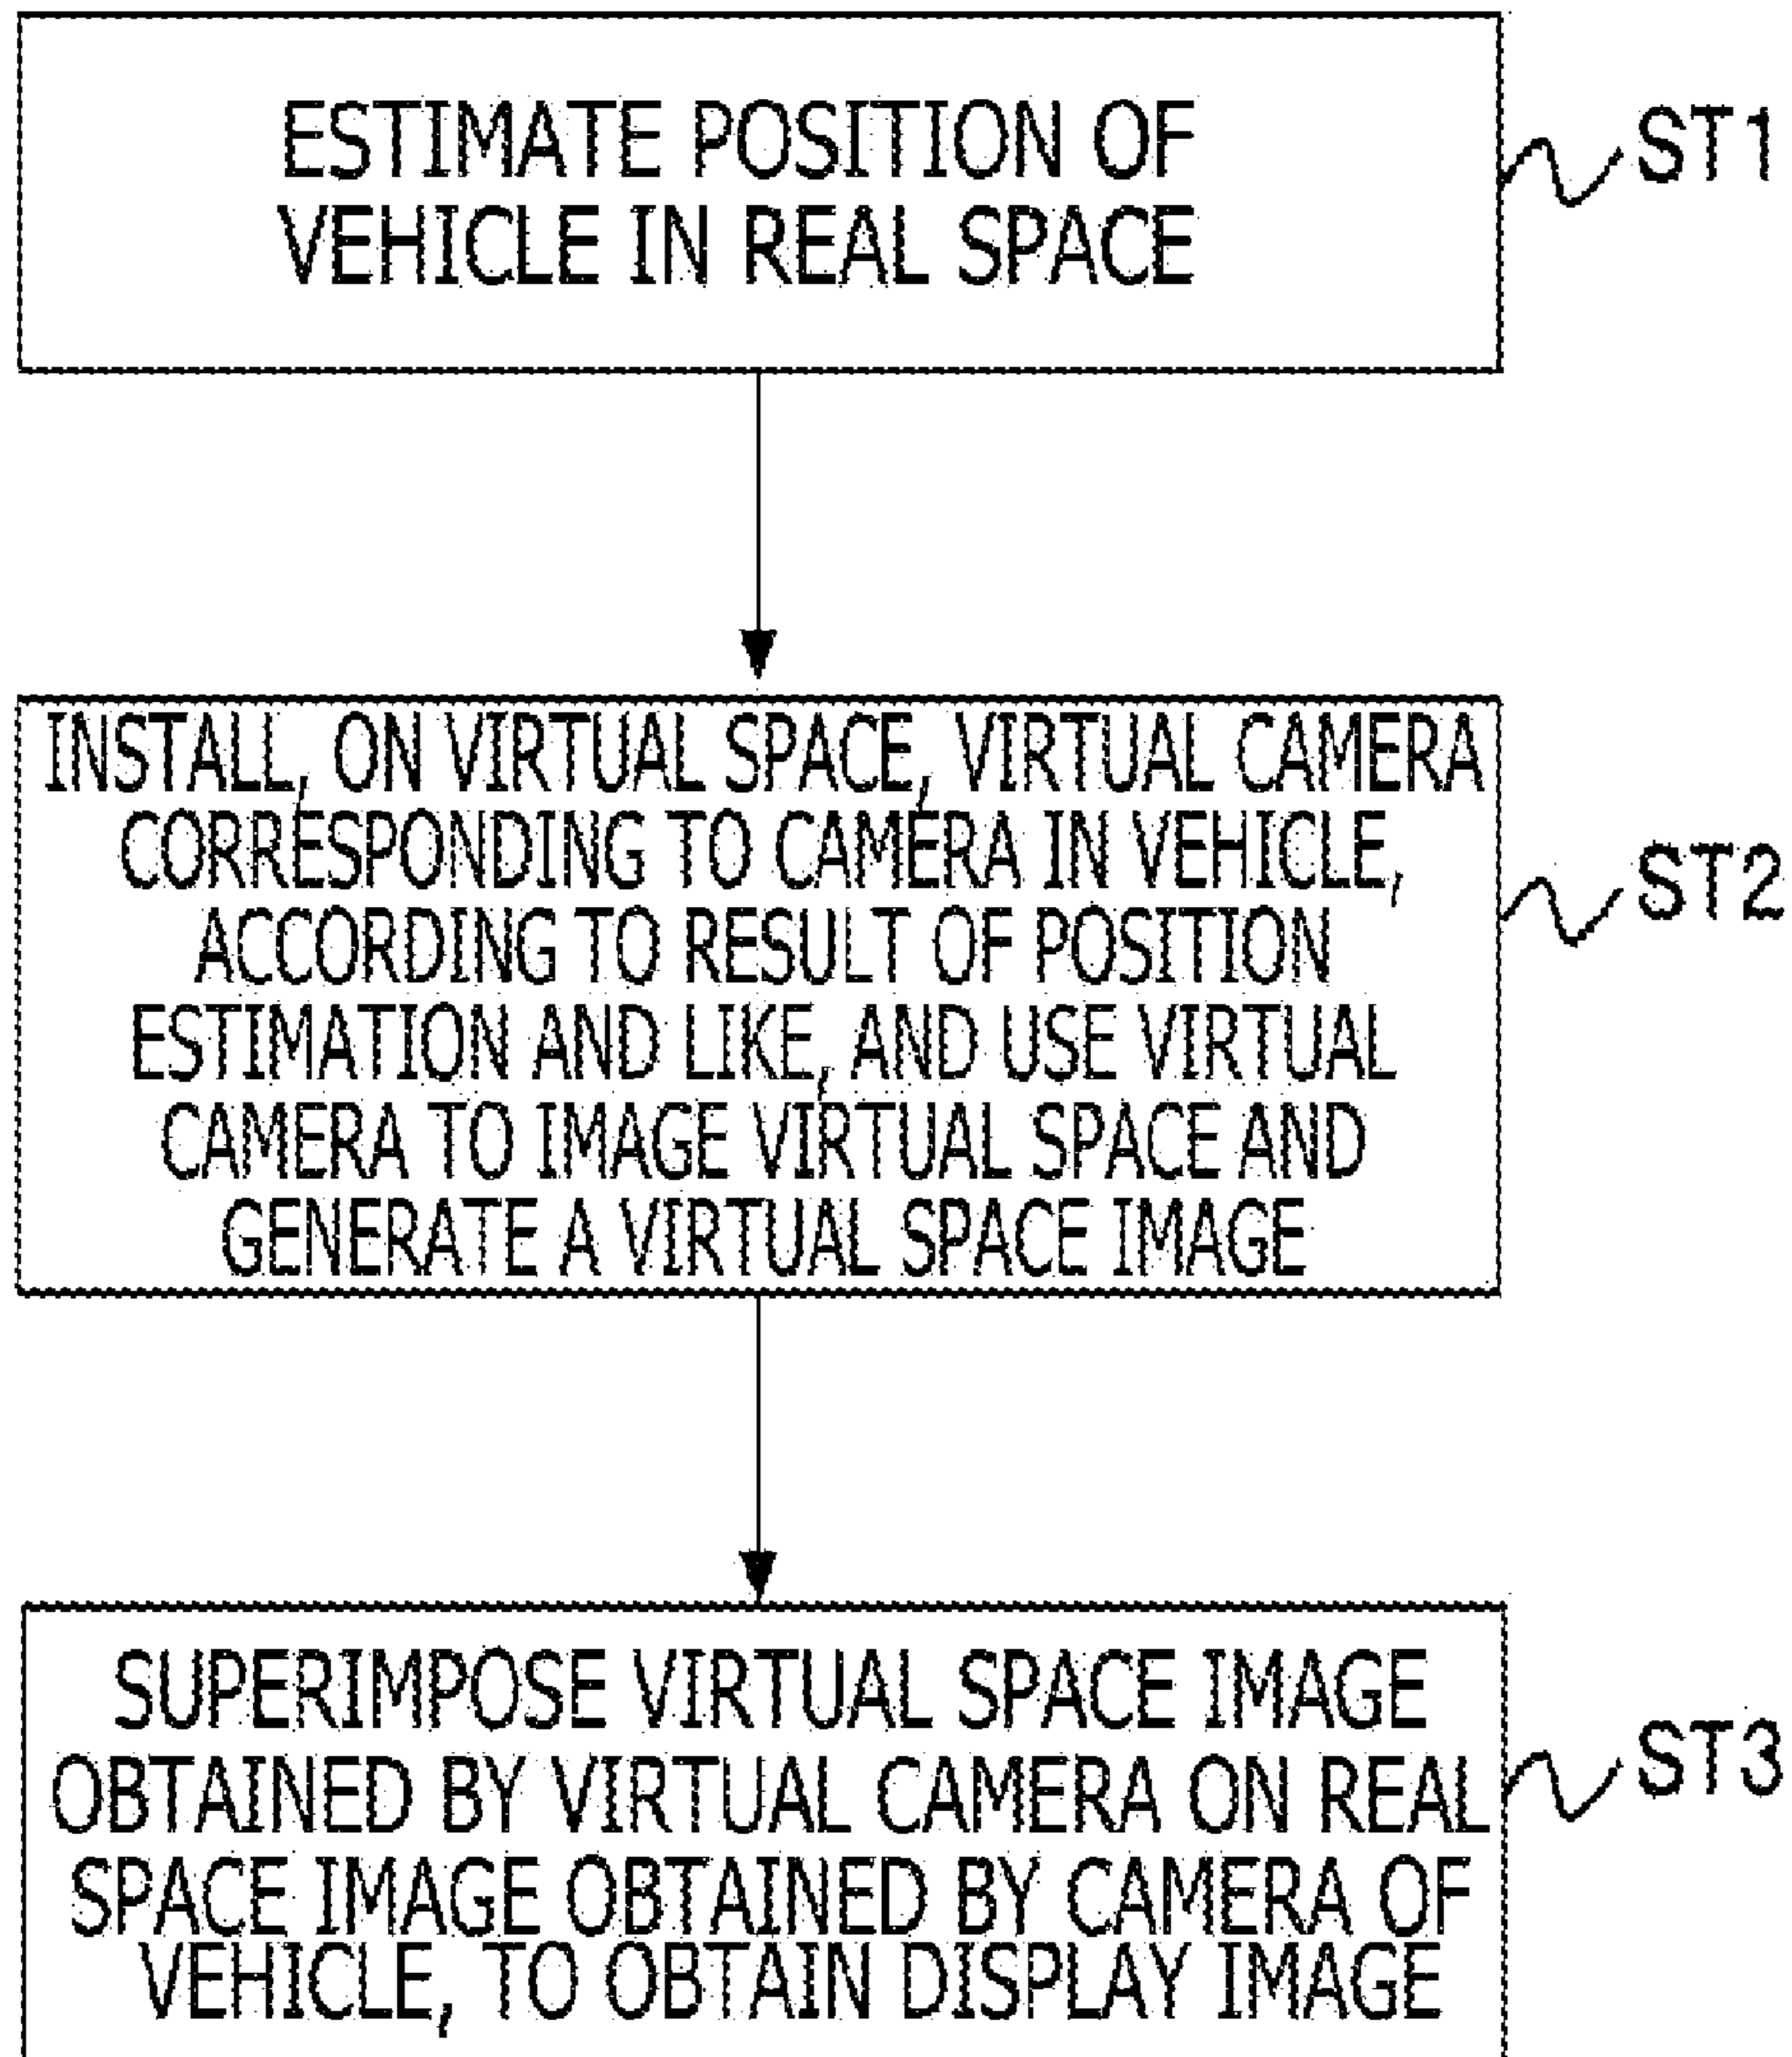 ESTIMATE POSITION OF
VEHICLE IN REAL SPACE
ST1
INSTALL, ON VIRTUAL SPACE, VIRTUAL CAMERA
CORRESPONDING TO CAMERA IN VEHICLE,
ACCORDING TO RESULT OF POSITION
ESTIMATION AND LIKE, AND USE VIRTUAL
CAMERA TO IMAGE VIRTUAL SPACE AND
GENERATE A VIRTUAL SPACE IMAGE
ST2
SUPERIMPOSE VIRTUAL SPACE IMAGE
OBTAINED BY VIRTUAL CAMERA ON REAL
SPACE IMAGE OBTAINED BY CAMERA OF
VEHICLE, TO OBTAIN DISPLAY IMAGE
ST3